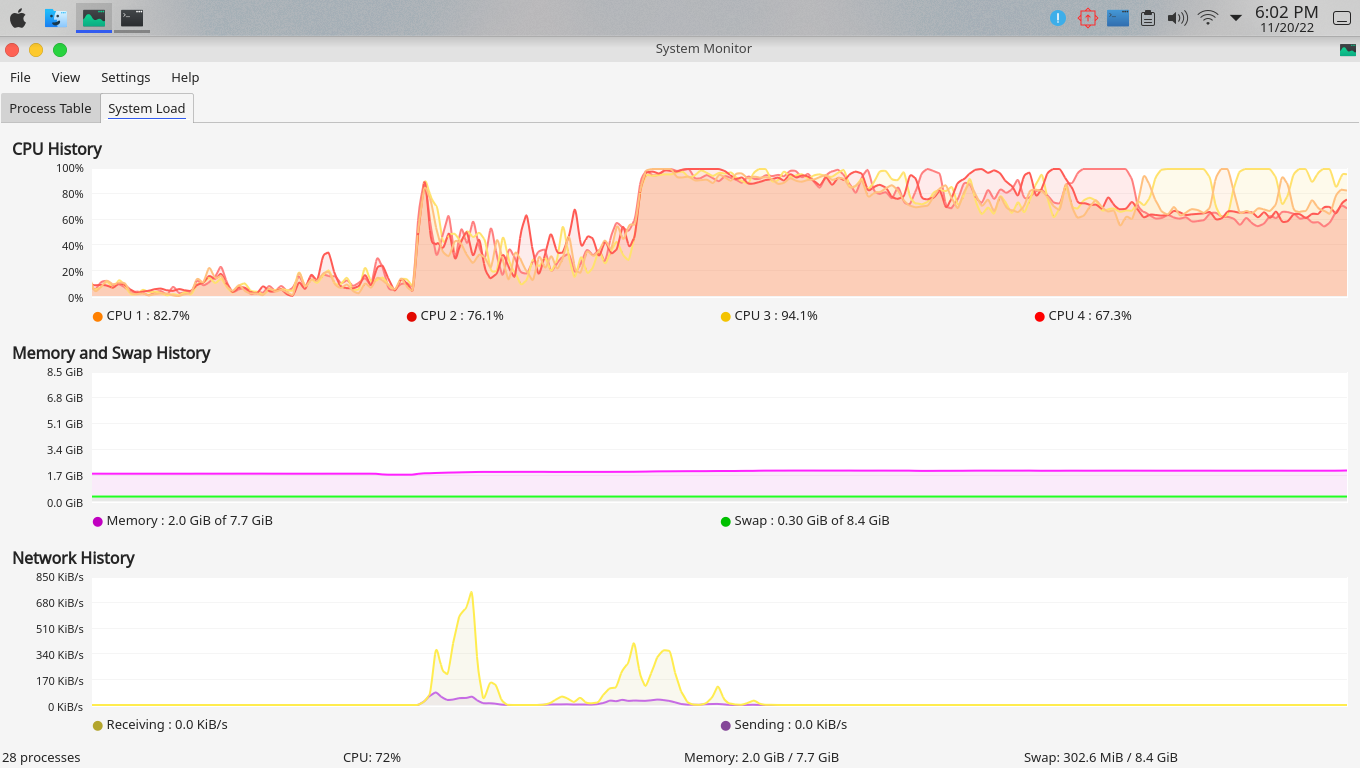 6:02 PM
11/20/22
System Monitor
File View Settings Help
Process Table System Load
CPU History
100%
80%
60%
40%
20%
0%
CPU 1 : 82.7% CPU 2 : 76.1% CPU 3 : 94.1% CPU 4 : 67.3%
Memory and Swap History
8.5 GiB
6.8 GiB
5.1 GiB
3.4 GiB
1.7 GiB
0.0 GiB
Memory : 2.0 GiB of 7.7 GiB Swap : 0.30 GiB of 8.4 GiB
Network History
850 KiB/s
680 KiB/s
510 KiB/s
340 KiB/s
170 KiB/s
0 KiB/s
Receiving : 0.0 KiB/s Sending : 0.0 KiB/s
28 processes CPU: 72% Memory: 2.0 GiB / 7.7 GiB Swap: 302.6 MiB / 8.4 GiB